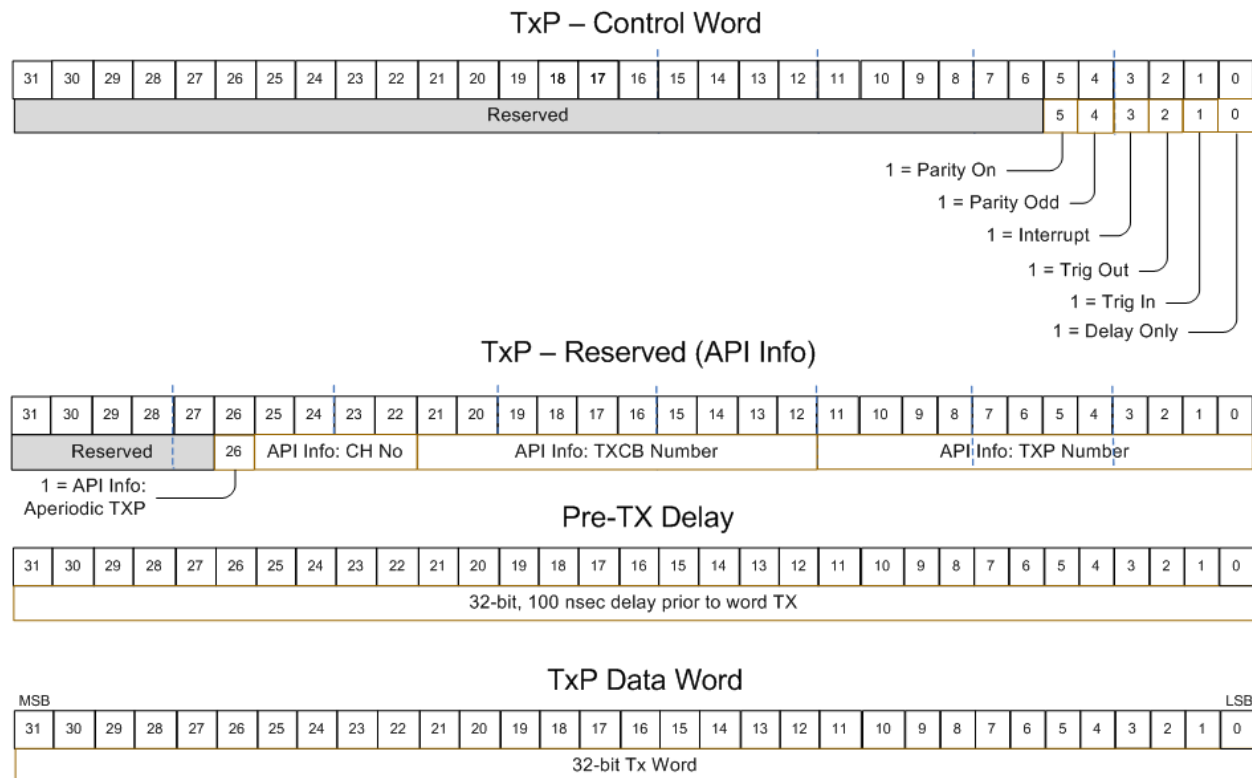 TxP – Control Word
31 30 29 28 27 26 25 24 23 22 21 20 19 18 17 16 15 14 13 12 11 10 9 8 7 6 5 4 3 2 1 0
Reserved 5 4 3 2 1 0
1 = Parity On
1 = Parity Odd
1 = Interrupt
1 = Trig Out
1 = Trig In
1 = Delay Only
TxP – Reserved (API Info)
31 30 29 28 27 26 25 24 23 22 21 20 19 18 17 16 15 14 13 12 11 10 9 8 7 6 5 4 3 2 1 0
Reserved 26 API Info: CH No API Info: TXCB Number API Info: TXP Number
1 = API Info:
Aperiodic TXP
Pre-TX Delay
31 30 29 28 27 26 25 24 23 22 21 20 19 18 17 16 15 14 13 12 11 10 9 8 7 6 5 4 3 2 1 0
32-bit, 100 nsec delay prior to word TX
TxP Data Word
MSB LSB
31 30 29 28 27 26 25 24 23 22 21 20 19 18 17 16 15 14 13 12 11 10 9 8 7 6 5 4 3 2 1 0
32-bit Tx Word